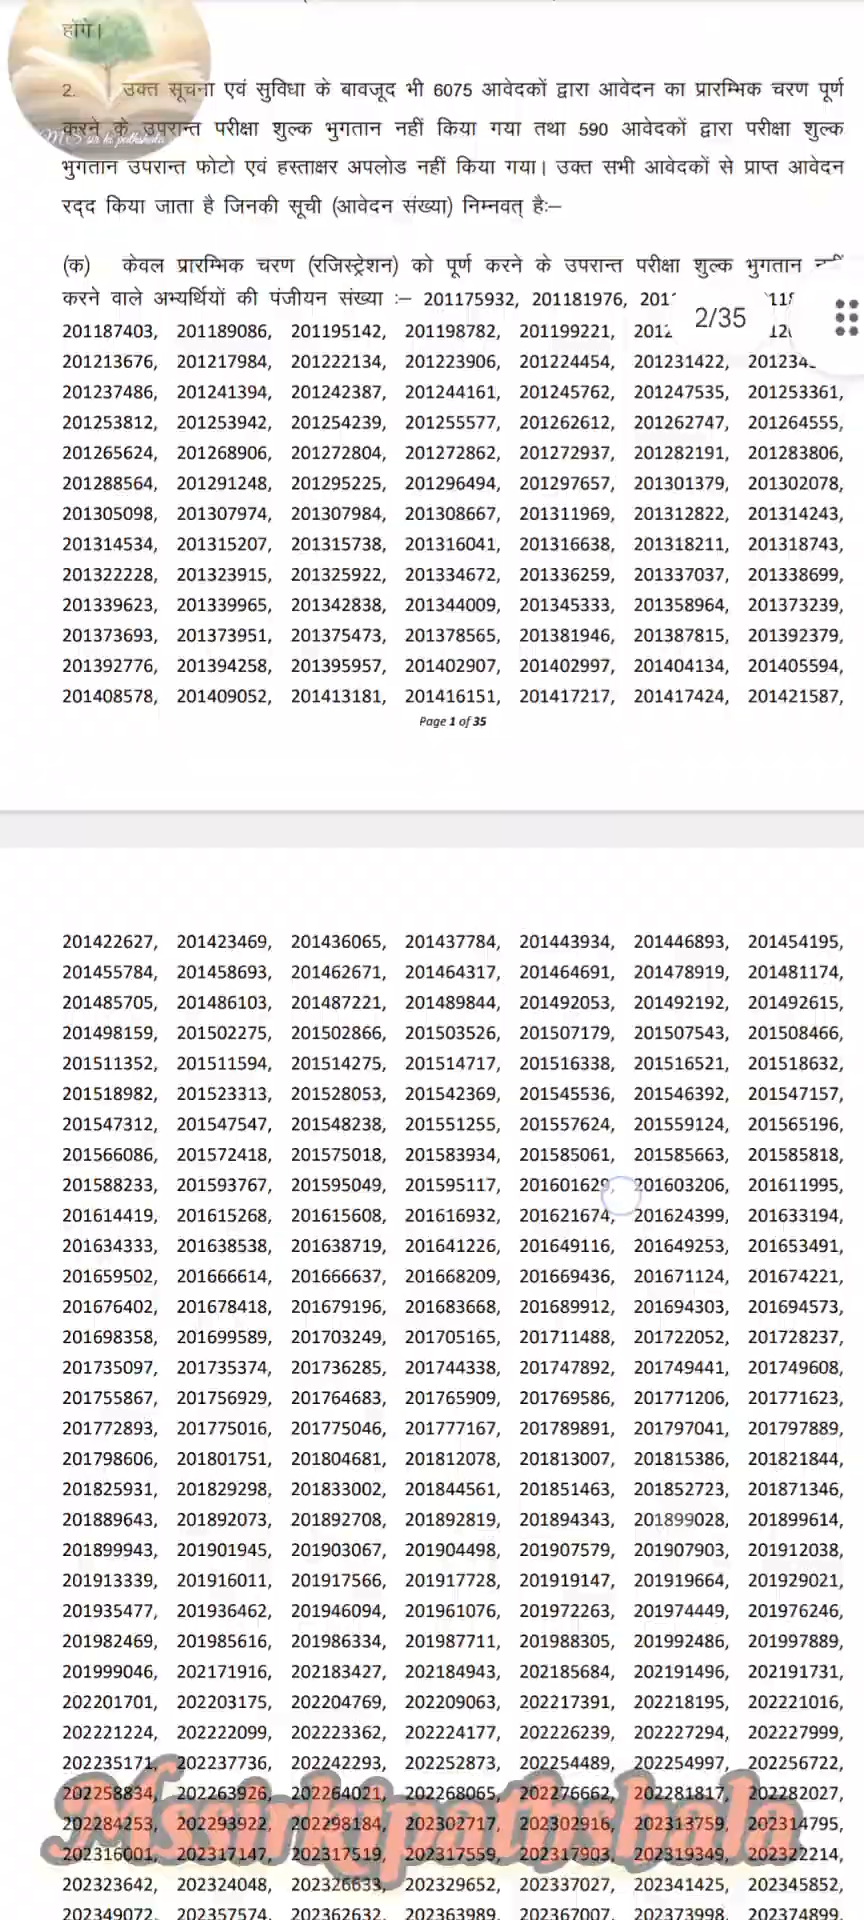 होंगे।
2. उक्त सूचना एवं सुविधा के बावजूद भी 6075 आवेदकों द्वारा आवेदन का प्रारम्भिक चरण पूर्ण
करने के उपरान्त परीक्षा शुल्क भुगतान नहीं किया गया तथा 590 आवेदकों द्वारा परीक्षा शुल्क
भुगतान उपरान्त फोटो एवं हस्ताक्षर अपलोड नहीं किया गया। उक्त सभी आवेदकों से प्राप्त आवेदन
रद्द किया जाता है जिनकी सूची (आवेदन संख्या) निम्नवत् है:–
(क) केवल प्रारम्भिक चरण (रजिस्ट्रेशन) को पूर्ण करने के उपरान्त परीक्षा शुल्क भुगतान
करने वाले अभ्यर्थियों की पंजीयन संख्या :– 201175932, 201181976,
2/35
201187403, 201189086, 201195142, 201198782, 201199221,
201213676, 201217984, 201222134, 201223906, 201224454, 201231422,
201237486, 201241394, 201242387, 201244161, 201245762, 201247535, 201253361,
201253812, 201253942, 201254239, 201255577, 201262612, 201262747, 201264555,
201265624, 201268906, 201272804, 201272862, 201272937, 201282191, 201283806,
201288564, 201291248, 201295225, 201296494, 201297657, 201301379, 201302078,
201305098, 201307974, 201307984, 201308667, 201311969, 201312822, 201314243,
201314534, 201315207, 201315738, 201316041, 201316638, 201318211, 201318743,
201322228, 201323915, 201325922, 201334672, 201336259, 201337037, 201338699,
201339623, 201339965, 201342838, 201344009, 201345333, 201358964, 201373239,
201373693, 201373951, 201375473, 201378565, 201381946, 201387815, 201392379,
201392776, 201394258, 201395957, 201402907, 201402997, 201404134, 201405594,
201408578, 201409052, 201413181, 201416151, 201417217, 201417424, 201421587,
Page 1 of 35
201422627, 201423469, 201436065, 201437784, 201443934, 201446893, 201454195,
201455784, 201458693, 201462671, 201464317, 201464691, 201478919, 201481174,
201485705, 201486103, 201487221, 201489844, 201492053, 201492192, 201492615,
201498159, 201502275, 201502866, 201503526, 201507179, 201507543, 201508466,
201511352, 201511594, 201514275, 201514717, 201516338, 201516521, 201518632,
201518982, 201523313, 201528053, 201542369, 201545536, 201546392, 201547157,
201547312, 201547547, 201548238, 201551255, 201557624, 201559124, 201565196,
201566086, 201572418, 201575018, 201583934, 201585061, 201585663, 201585818,
201588233, 201593767, 201595049, 201595117, 201601629, 201603206, 201611995,
201614419, 201615268, 201615608, 201616932, 201621674, 201624399, 201633194,
201634333, 201638538, 201638719, 201641226, 201649116, 201649253, 201653491,
201659502, 201666614, 201666637, 201668209, 201669436, 201671124, 201674221,
201676402, 201678418, 201679196, 201683668, 201689912, 201694303, 201694573,
201698358, 201699589, 201703249, 201705165, 201711488, 201722052, 201728237,
201735097, 201735374, 201736285, 201744338, 201747892, 201749441, 201749608,
201755867, 201756929, 201764683, 201765909, 201769586, 201771206, 201771623,
201772893, 201775016, 201775046, 201777167, 201789891, 201797041, 201797889,
201798606, 201801751, 201804681, 201812078, 201813007, 201815386, 201821844,
201825931, 201829298, 201833002, 201844561, 201851463, 201852723, 201871346,
201889643, 201892073, 201892708, 201892819, 201894343, 201899028, 201899614,
201899943, 201901945, 201903067, 201904498, 201907579, 201907903, 201912038,
201913339, 201916011, 201917566, 201917728, 201919147, 201919664, 201929021,
201935477, 201936462, 201946094, 201961076, 201972263, 201974449, 201976246,
201982469, 201985616, 201986334, 201987711, 201988305, 201992486, 201997889,
201999046, 202171916, 202183427, 202184943, 202185684, 202191496, 202191731,
202201701, 202203175, 202204769, 202209063, 202217391, 202218195, 202221016,
202221224, 202222099, 202223362, 202224177, 202226239, 202227294, 202227999,
202235171, 202237736, 202242293, 202252873, 202254489, 202254997, 202256722,
202258834, 202263926, 202264021, 202268065, 202276662, 202281817, 202282027,
202284253, 202293922, 202298184, 202302717, 202302916, 202313759, 202314795,
Mssirkipathshala
202316001, 202317147, 202317519, 202317559, 202317903, 202319349, 202322214,
202323642, 202324048, 202326633, 202329652, 202337027, 202341425, 202345852,
202349072, 202357574, 202362632, 202363989, 202367007, 202373998, 202374899,